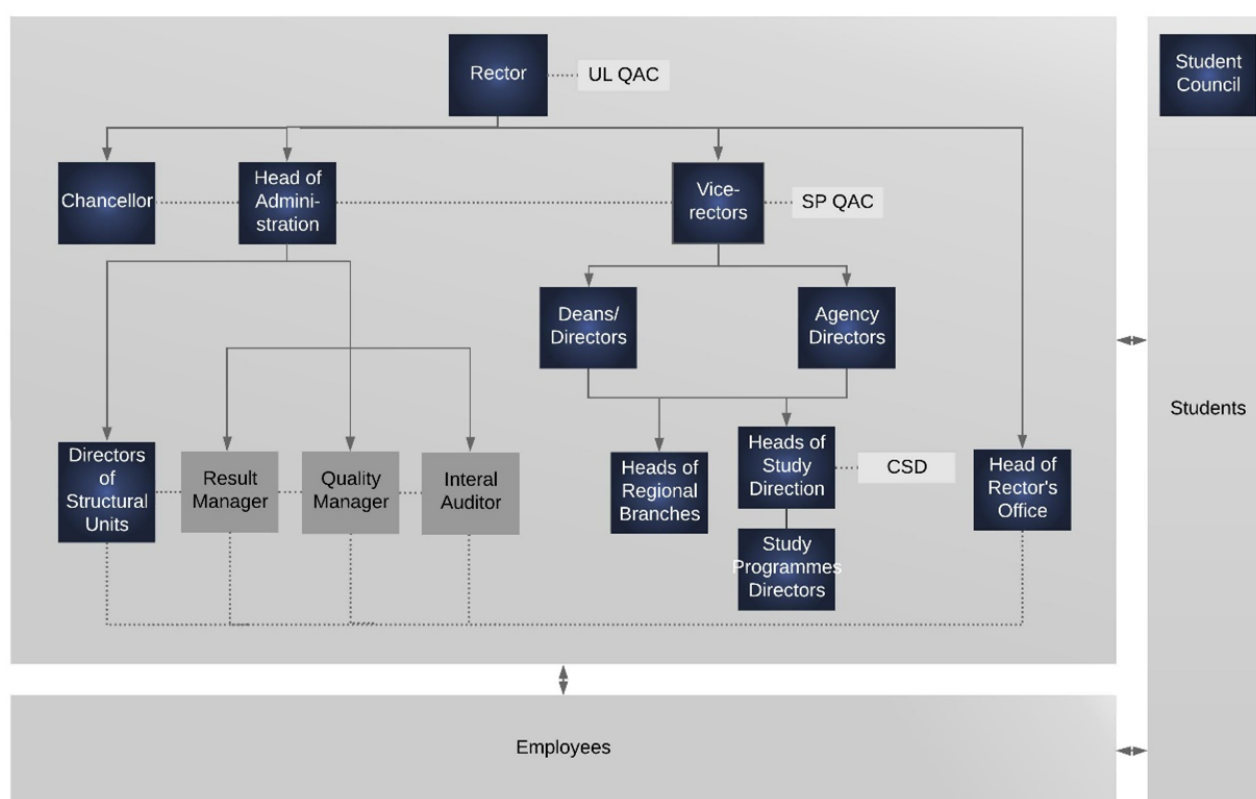 Rector
UL QAC
Student
Council
Chancellor
Head of
Admini-
stration
Vice-
rectors
SP QAC
Deans/
Directors
Agency
Directors
Students
Directors
of
Structural
Units
Result
Manager
Quality
Manager
Interal
Auditor
Heads of
Regional
Branches
Heads of
Study
Direction
CSD
Head of
Rector's
Office
Study
Programmes
Directors
Employees